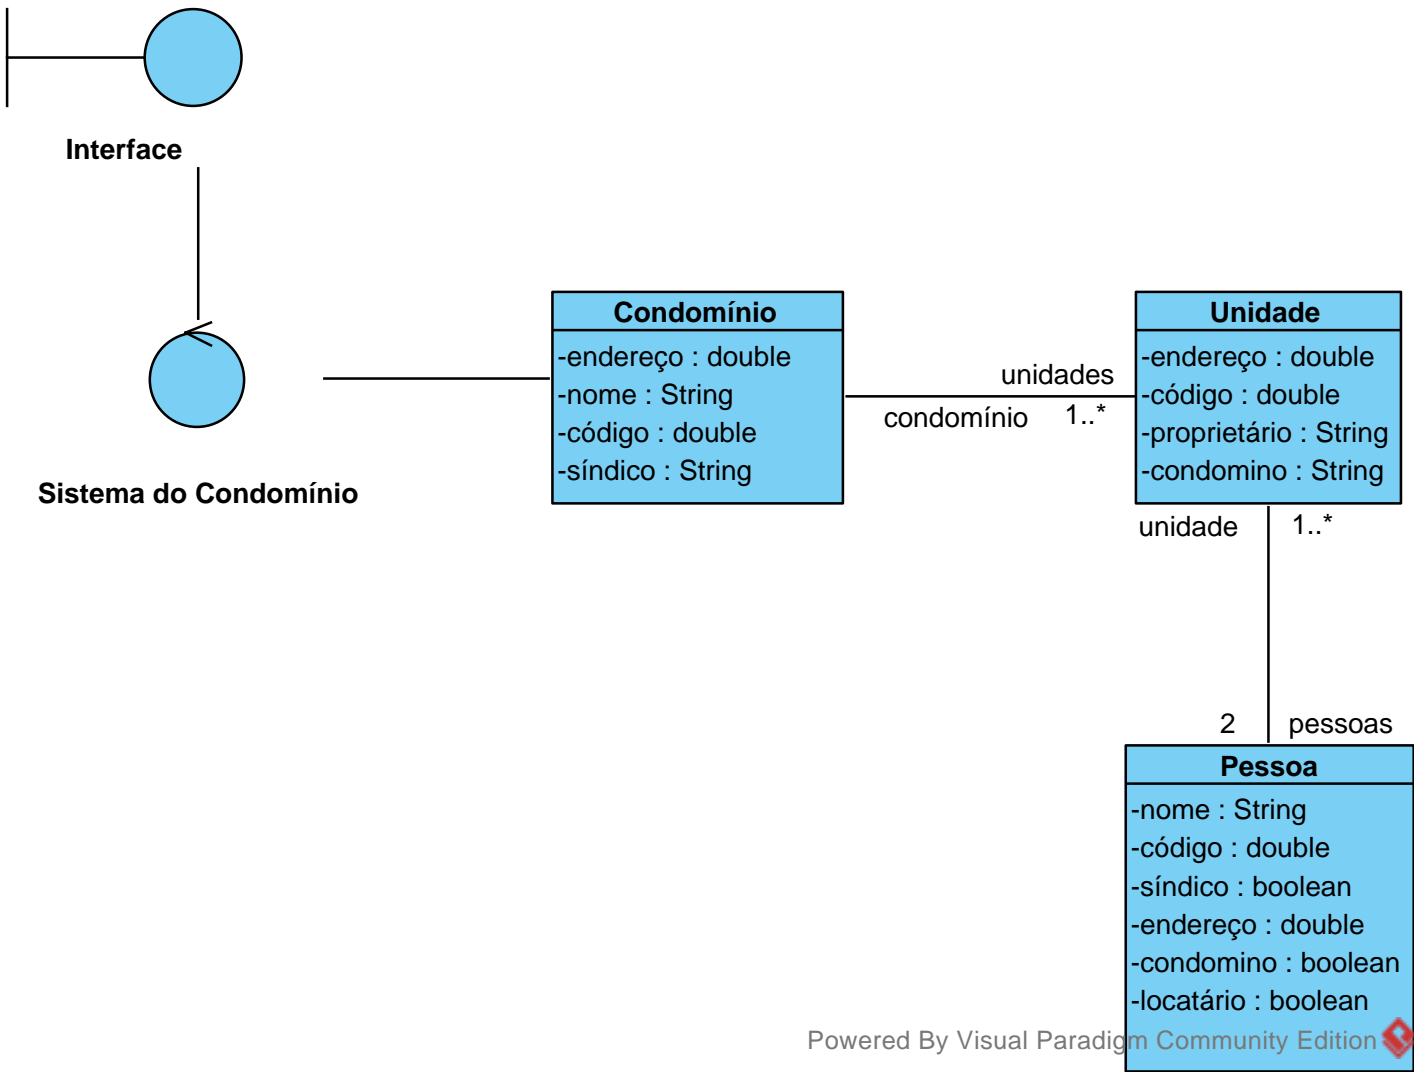 Interface
Sistema do Condomínio
Condomínio
-endereço : double
-nome : String
-código : double
-síndico : String
unidades
condomínio 1..*
Unidade
-endereço : double
-código : double
-proprietário : String
-condomino : String
unidade 1..*
2 pessoas
Pessoa
-nome : String
-código : double
-síndico : boolean
-endereço : double
-condomino : boolean
-locatário : boolean
Powered By Visual Paradigm Community Edition